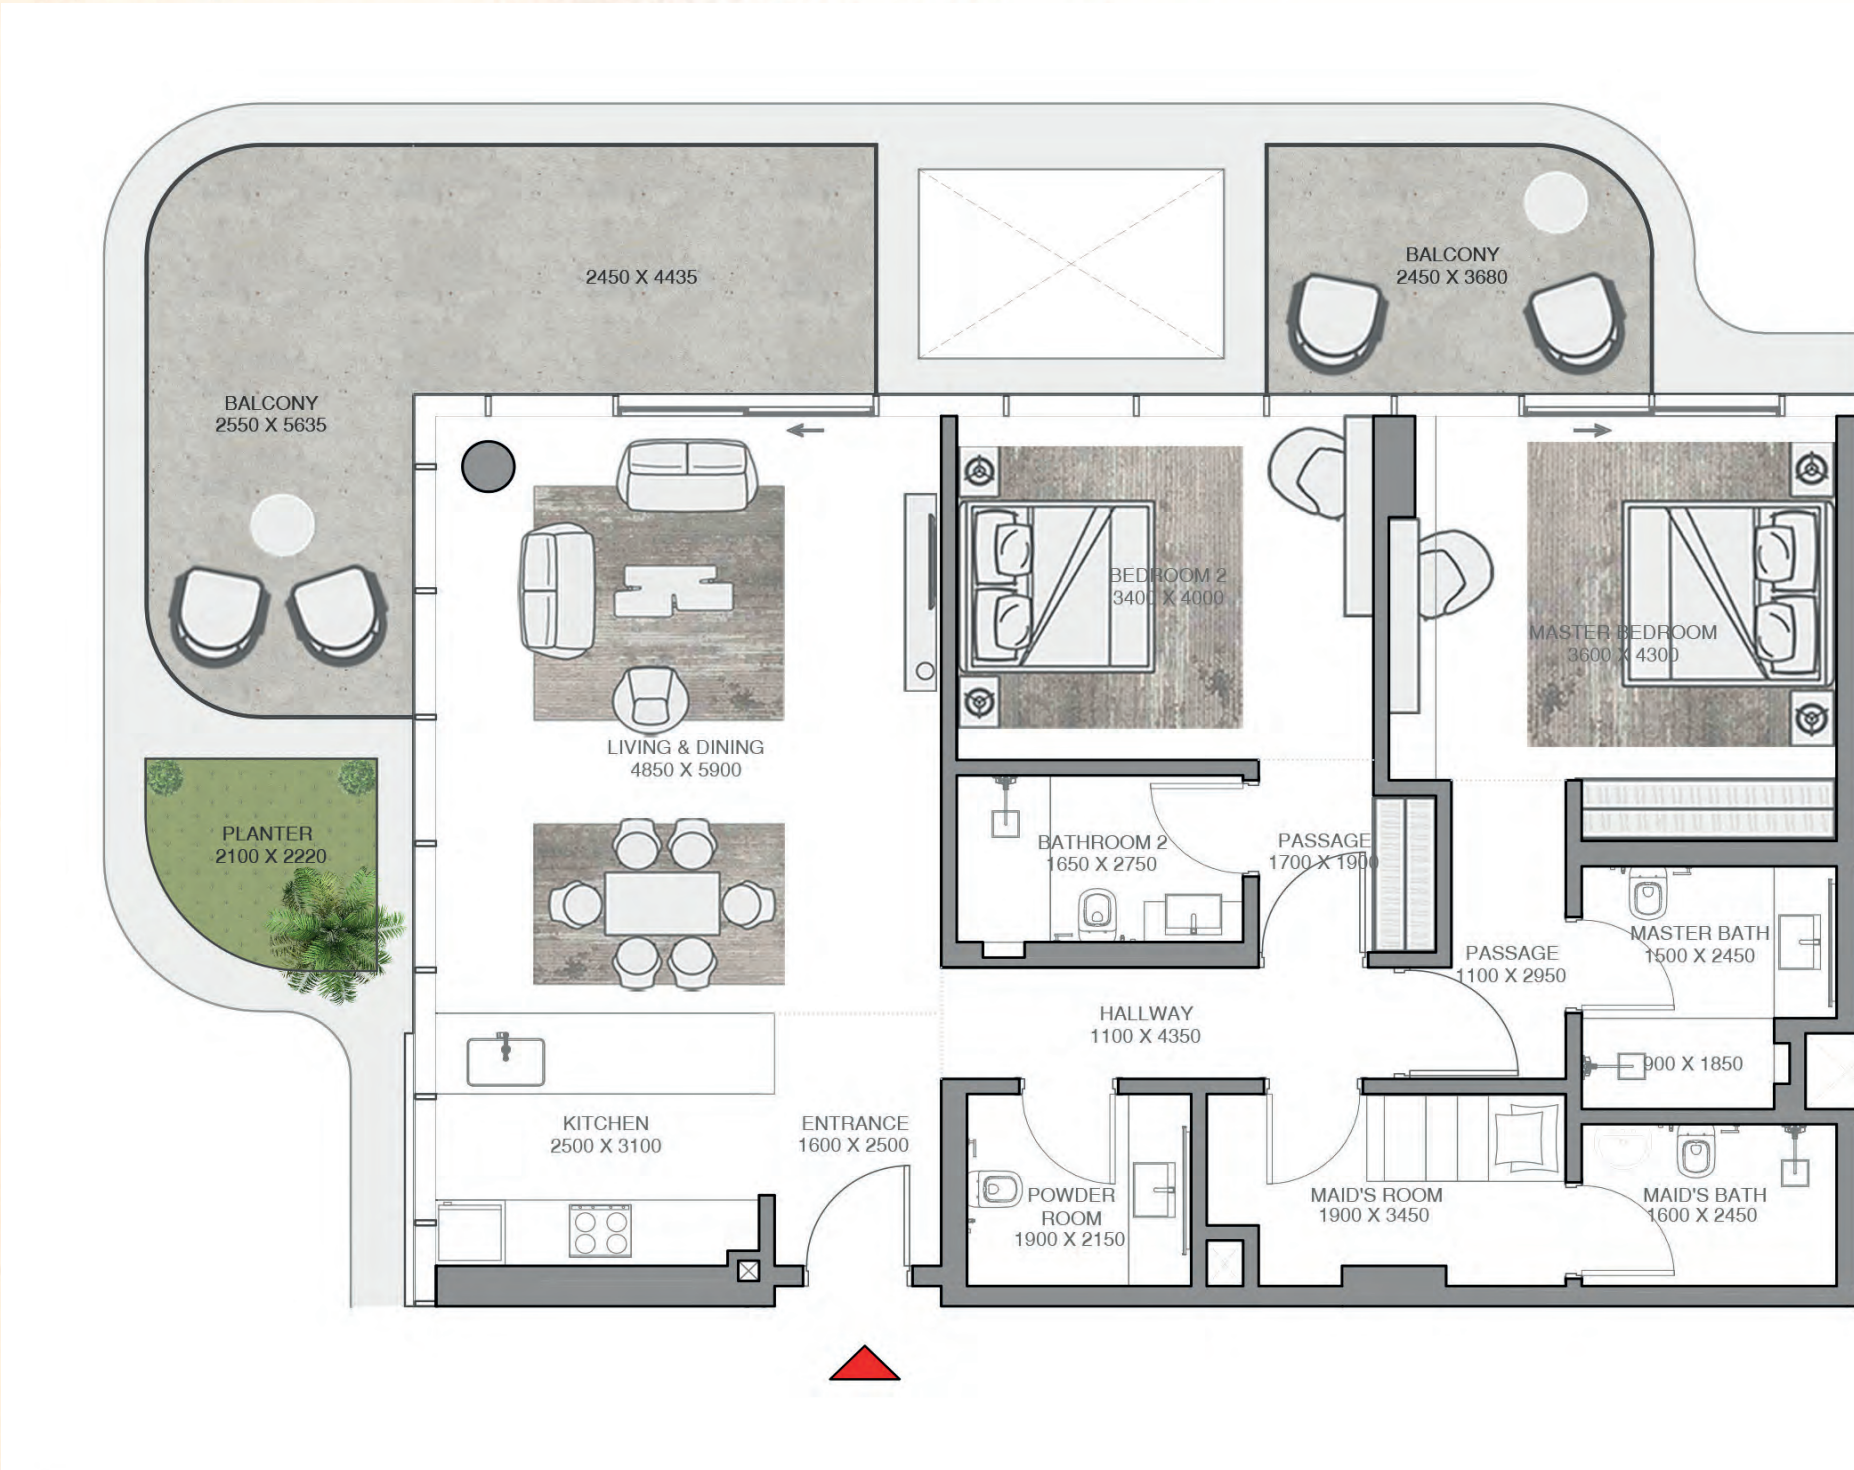 2450 X 4435
BALCONY
2450 X 3680
BALCONY
2550 X 5635
BEDROOM 2
3400 X 4000
MASTER BEDROOM
3600 X 4300
LIVING & DINING
4850 X 5900
PLANTER
2100 X 2220
BATHROOM 2
1650 X 2750
PASSAGE
1700 X 1900
MASTER BATH
1500 X 2450
PASSAGE
1100 X 2950
HALLWAY
1100 X 4350
900 X 1850
KITCHEN
2500 X 3100
ENTRANCE
1600 X 2500
POWDER
ROOM
1900 X 2150
MAID'S ROOM
1900 X 3450
MAID'S BATH
1600 X 2450